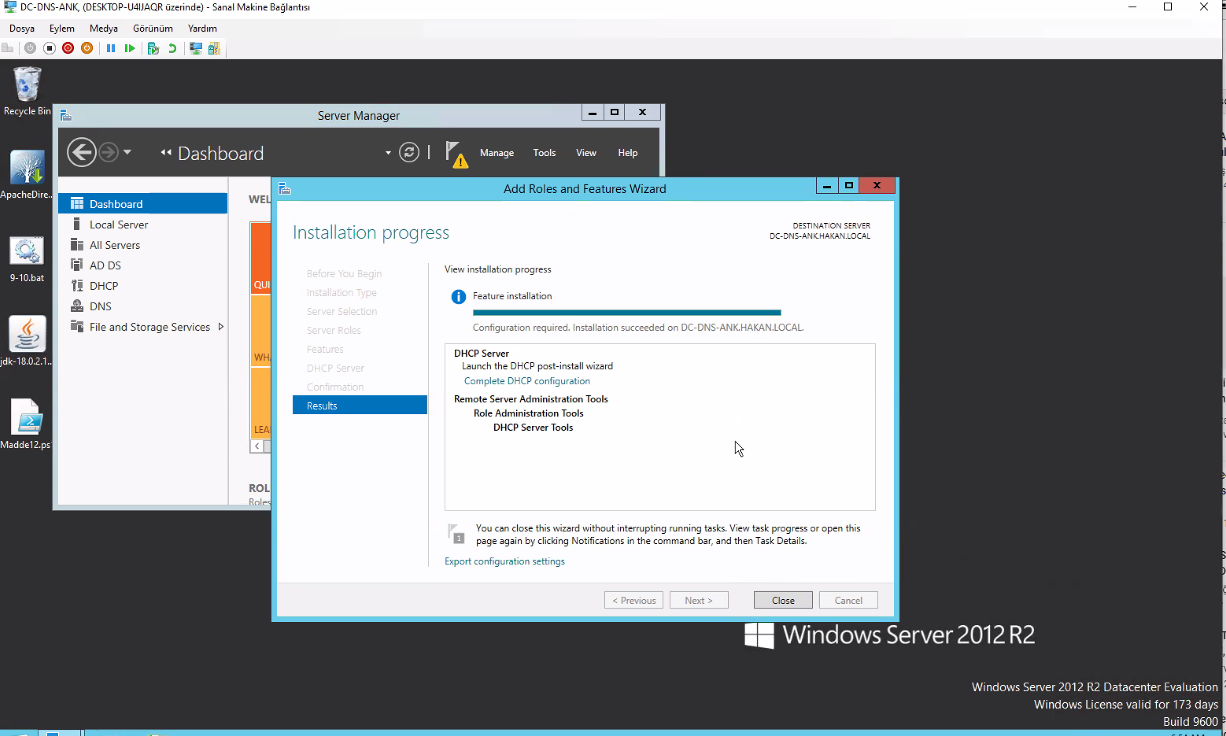 DC-DNS-ANK, (DESKTOP-U4IJAQR üzerinde) - Sanal Makine Bağlantısı
Dosya Eylem Medya Görünüm Yardım
Recycle Bin
ApacheDire...
9-10.bat
jdk-18.0.2.1...
Madde12.ps
Server Manager
Dashboard
Manage Tools View Help
Dashboard
Local Server
All Servers
AD DS
DHCP
DNS
File and Storage Services
WEL
QUI
WHA
LEA
ROL
Roles
Add Roles and Features Wizard
Installation progress
DESTINATION SERVER
DC-DNS-ANK.HAKAN.LOCAL
Before You Begin
Installation Type
Server Selection
Server Roles
Features
DHCP Server
Confirmation
Results
View installation progress
Feature installation
Configuration required. Installation succeeded on DC-DNS-ANK.HAKAN.LOCAL.
DHCP Server
Launch the DHCP post-install wizard
Complete DHCP configuration
Remote Server Administration Tools
Role Administration Tools
DHCP Server Tools
1
You can close this wizard without interrupting running tasks. View task progress or open this
page again by clicking Notifications in the command bar, and then Task Details.
Export configuration settings
< Previous Next > Close Cancel
Windows Server 2012 R2
Windows Server 2012 R2 Datacenter Evaluation
Windows License valid for 173 days
Build 9600